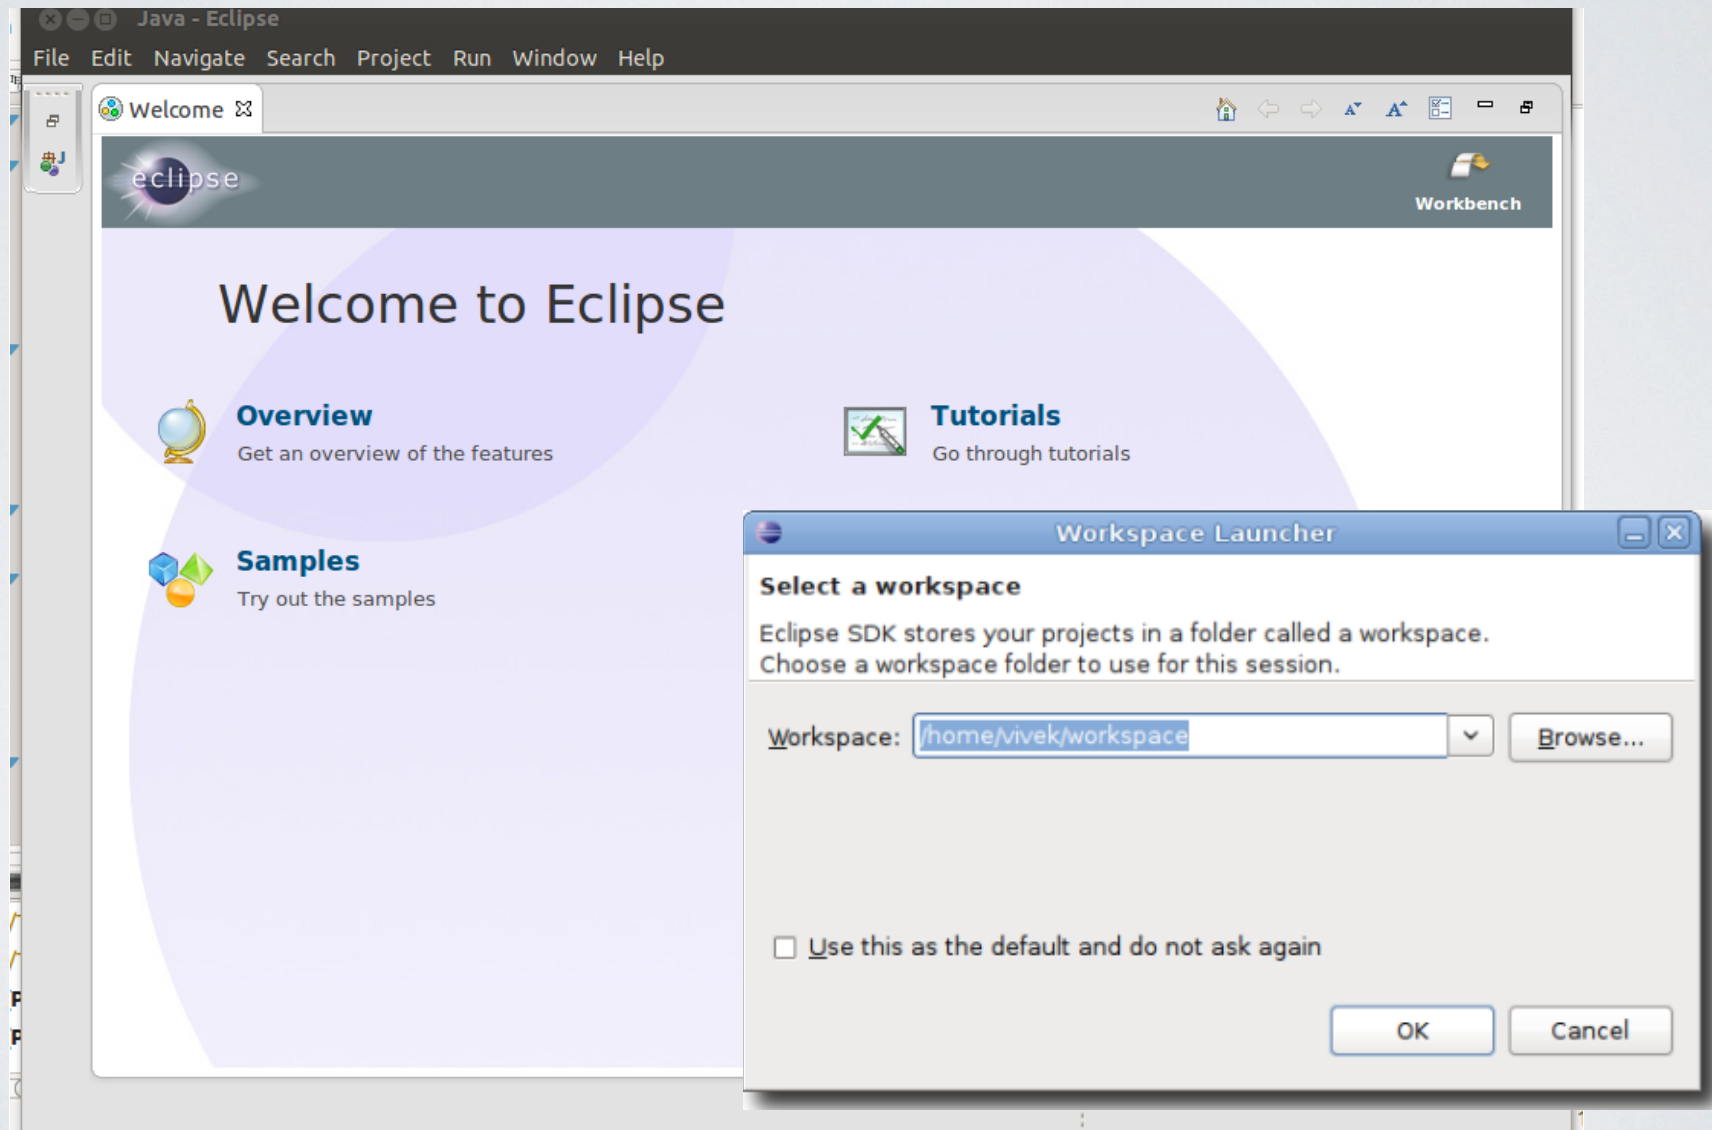 Java - Eclipse
File Edit Navigate Search Project Run Window Help
Welcome
eclipse
Workbench
Welcome to Eclipse
Overview
Get an overview of the features
Tutorials
Go through tutorials
Samples
Try out the samples
Workspace Launcher
Select a workspace
Eclipse SDK stores your projects in a folder called a workspace.
Choose a workspace folder to use for this session.
Workspace: /home/vivek/workspace Browse...
Use this as the default and do not ask again
OK Cancel